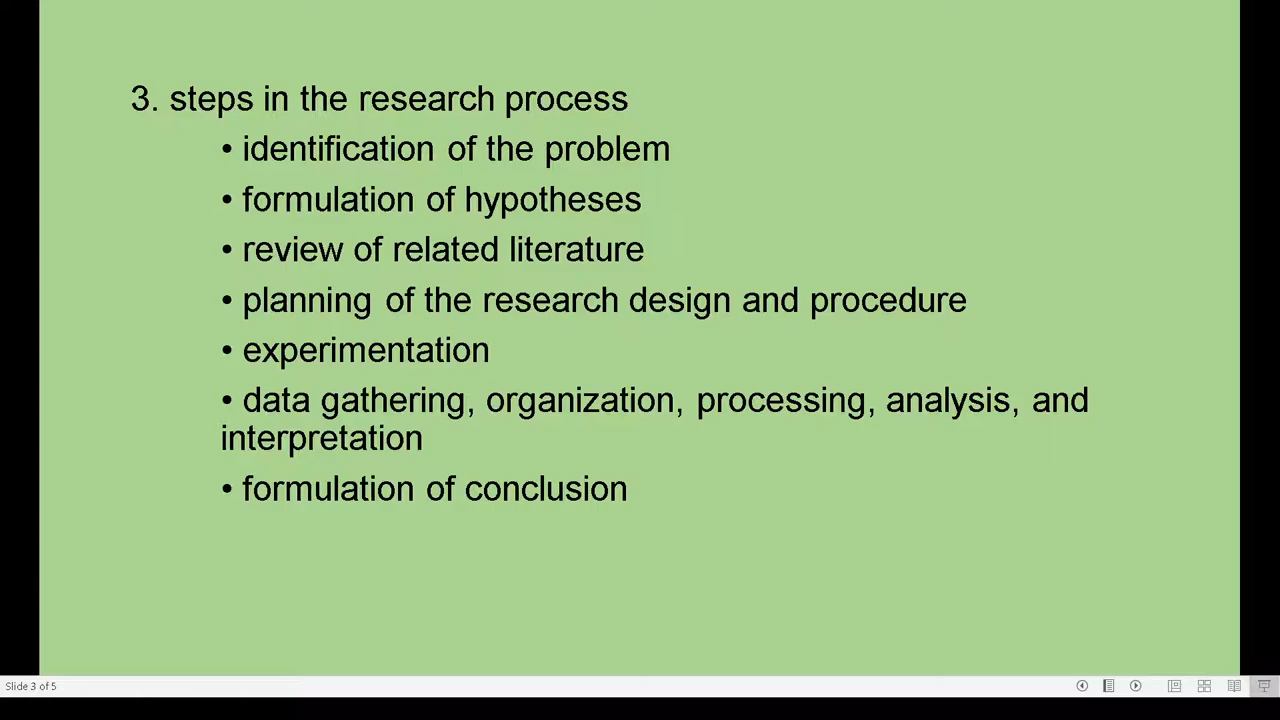 3. steps in the research process
• identification of the problem
• formulation of hypotheses
• review of related literature
• planning of the research design and procedure
• experimentation
• data gathering, organization, processing, analysis, and
interpretation
• formulation of conclusion
Slide 3 of 5